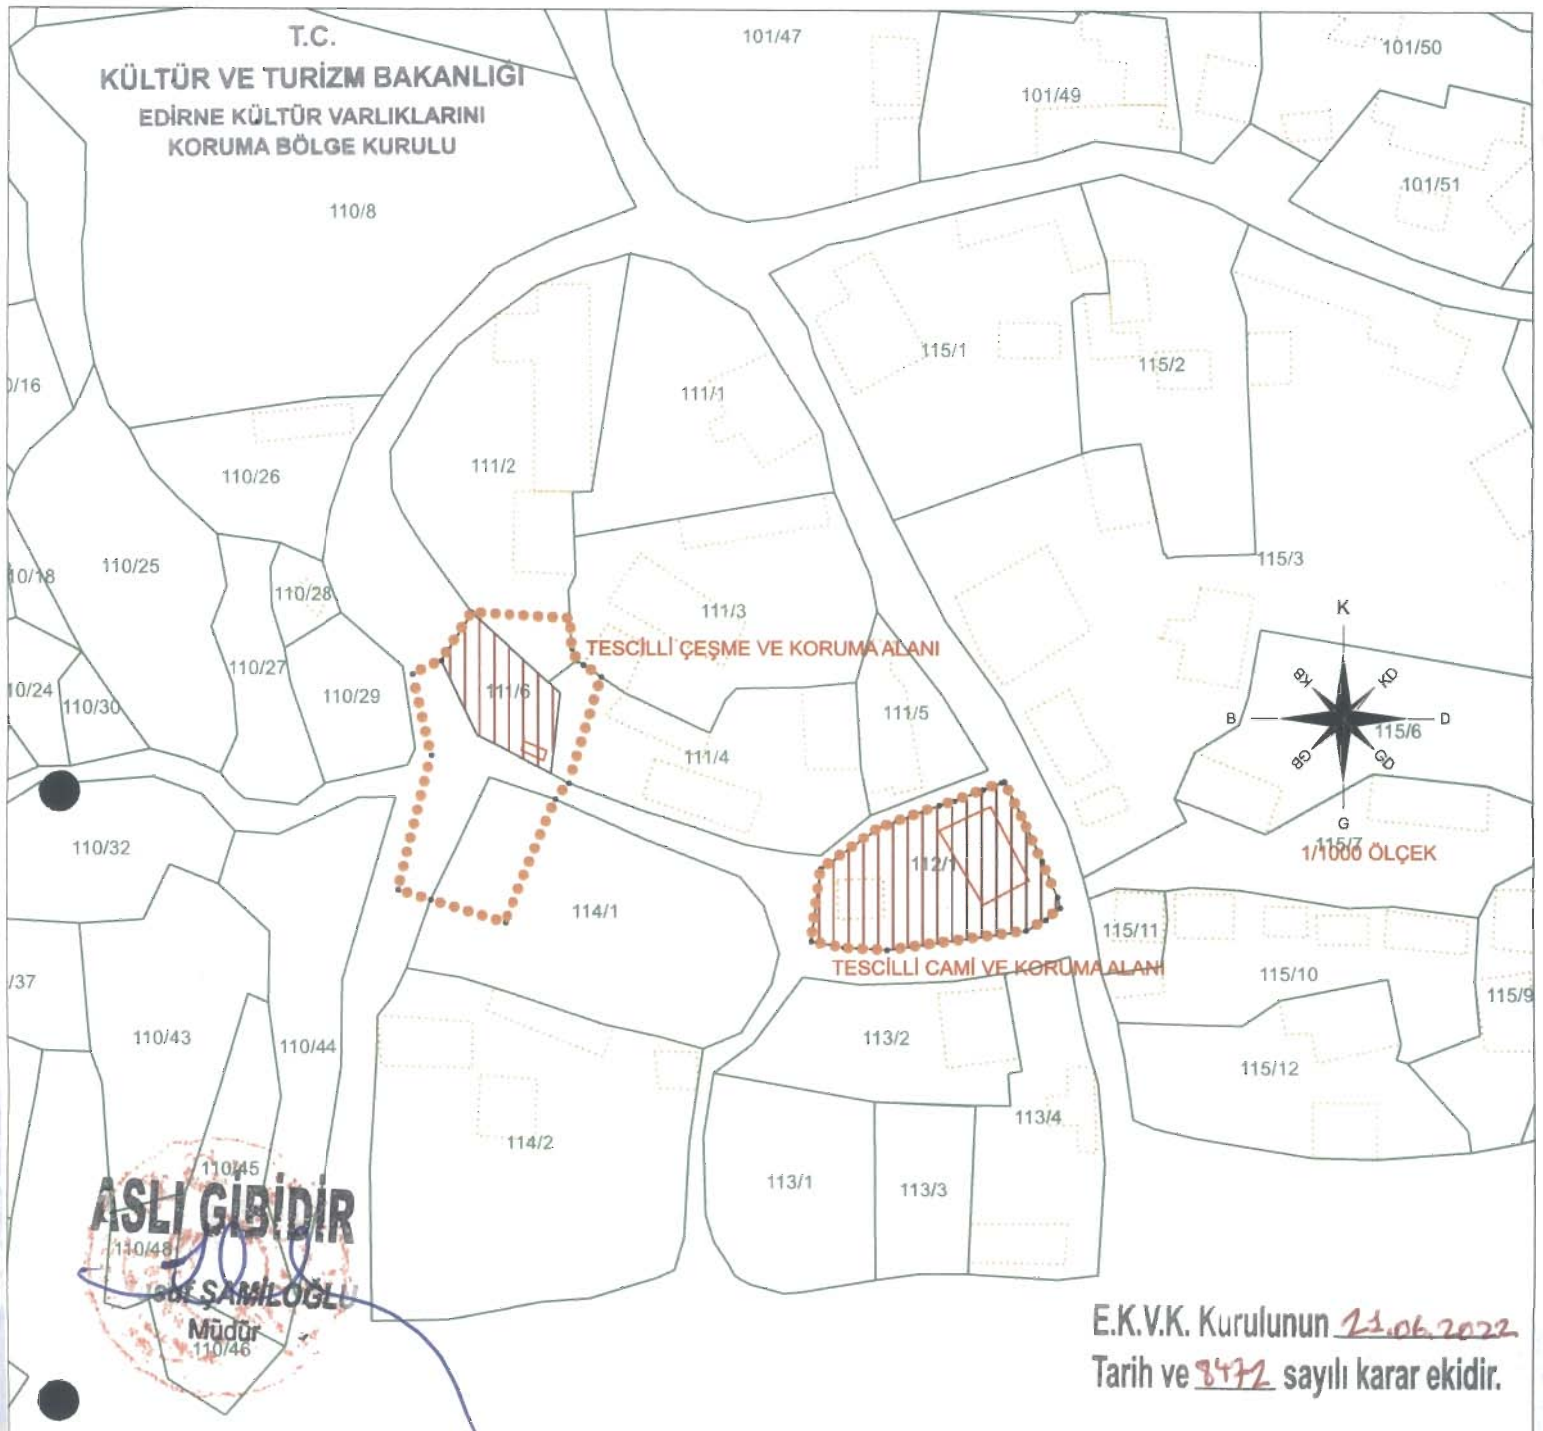 T.C.
KÜLTÜR VE TURİZM BAKANLIĞI
EDİRNE KÜLTÜR VARLIKLARINI
KORUMA BÖLGE KURULU
101/47
101/50
101/49
101/51
110/8
115/1
115/2
0/16
111/1
111/2
110/26
115/3
110/25
10/18
110/28
111/3
K
TESCİLLİ ÇEŞME VE KORUMA ALANI
110/27
KB
KD
10/24
110/30
110/29
111/6
111/5
B
D
115/6
111/4
GB
GD
G
115/7
1/1000 ÖLÇEK
110/32
112/1
114/1
115/11
TESCİLLİ CAMİ VE KORUMA ALANI
115/10
/37
115/9
110/43
110/44
113/2
115/12
113/4
114/2
110/45
113/1
113/3
ASLI GİBİDİR
110/48
ŞAMİLOĞLU
Müdür
110/46
E.K.V.K. Kurulunun 21.06.2022
Tarih ve 8472 sayılı karar ekidir.